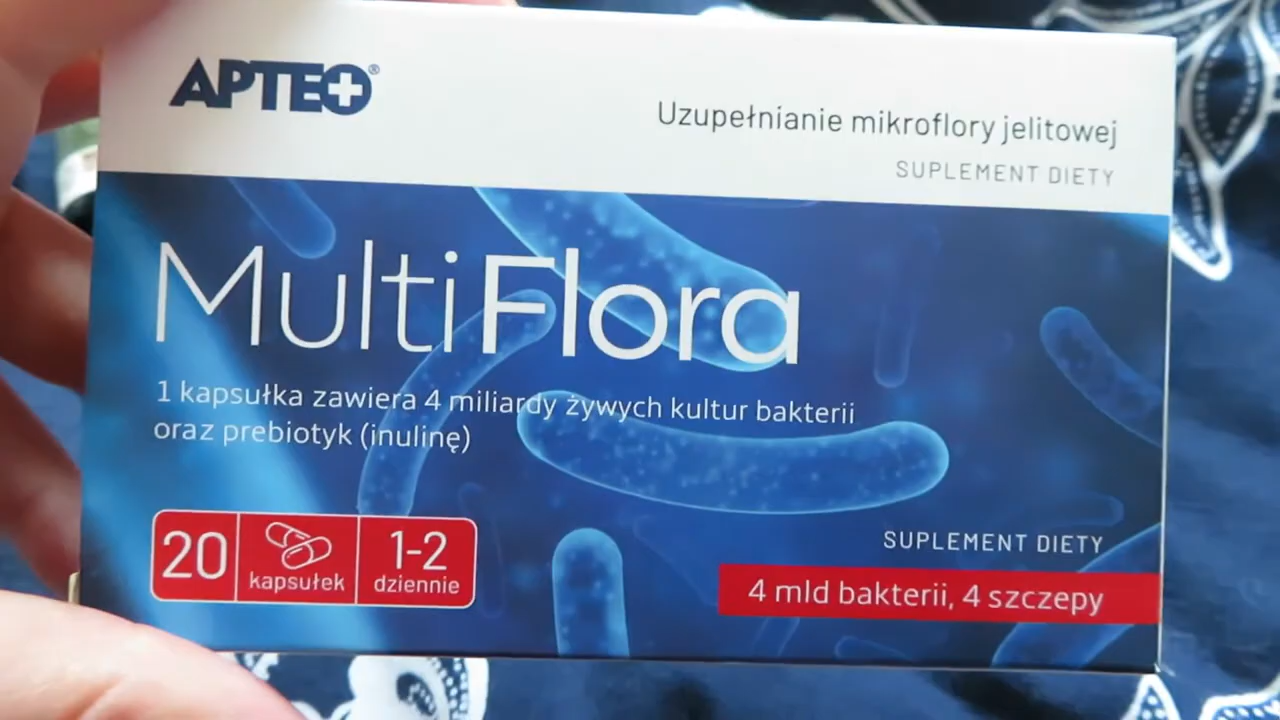 APTEO®
Uzupełnianie mikroflory jelitowej
SUPLEMENT DIETY
MultiFlora
1 kapsułka zawiera 4 miliardy żywych kultur bakterii
oraz prebiotyk (inulinę)
20 kapsułek
1-2 dziennie
SUPLEMENT DIETY
4 mld bakterii, 4 szczepy